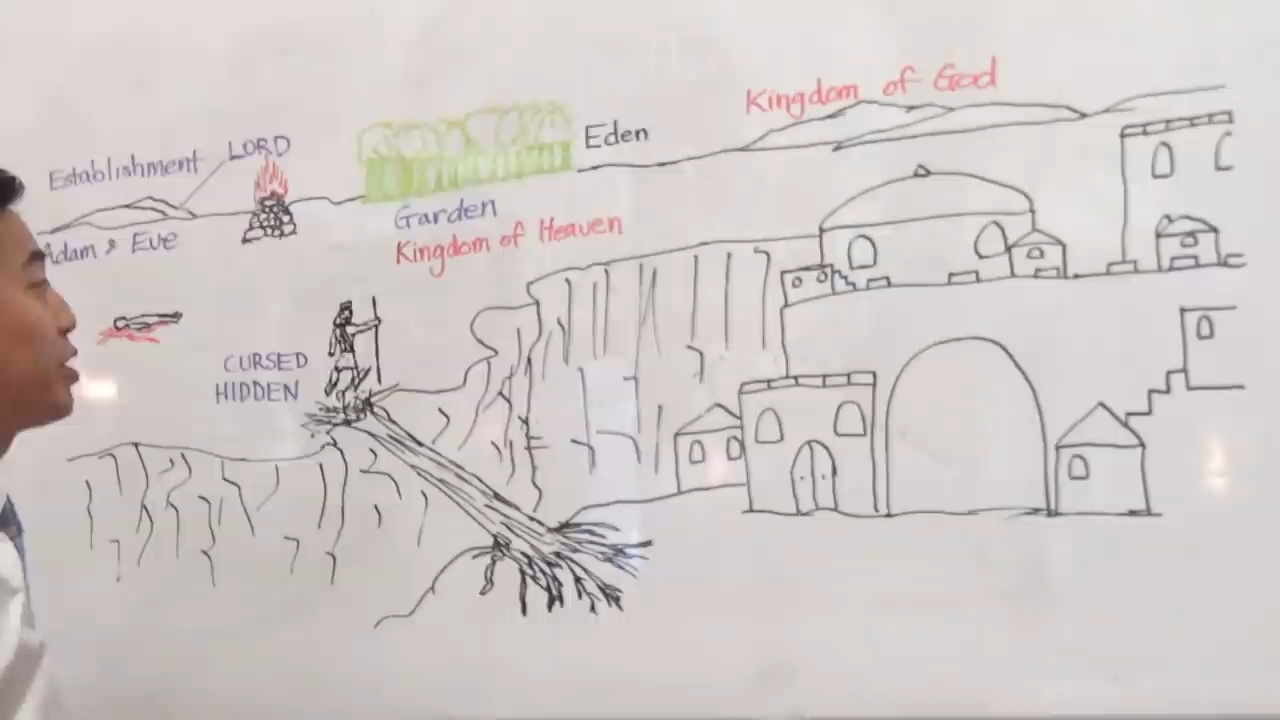 Kingdom of God
Establishment
LORD
Eden
Adam & Eve
Garden
Kingdom of Heaven
CURSED
HIDDEN